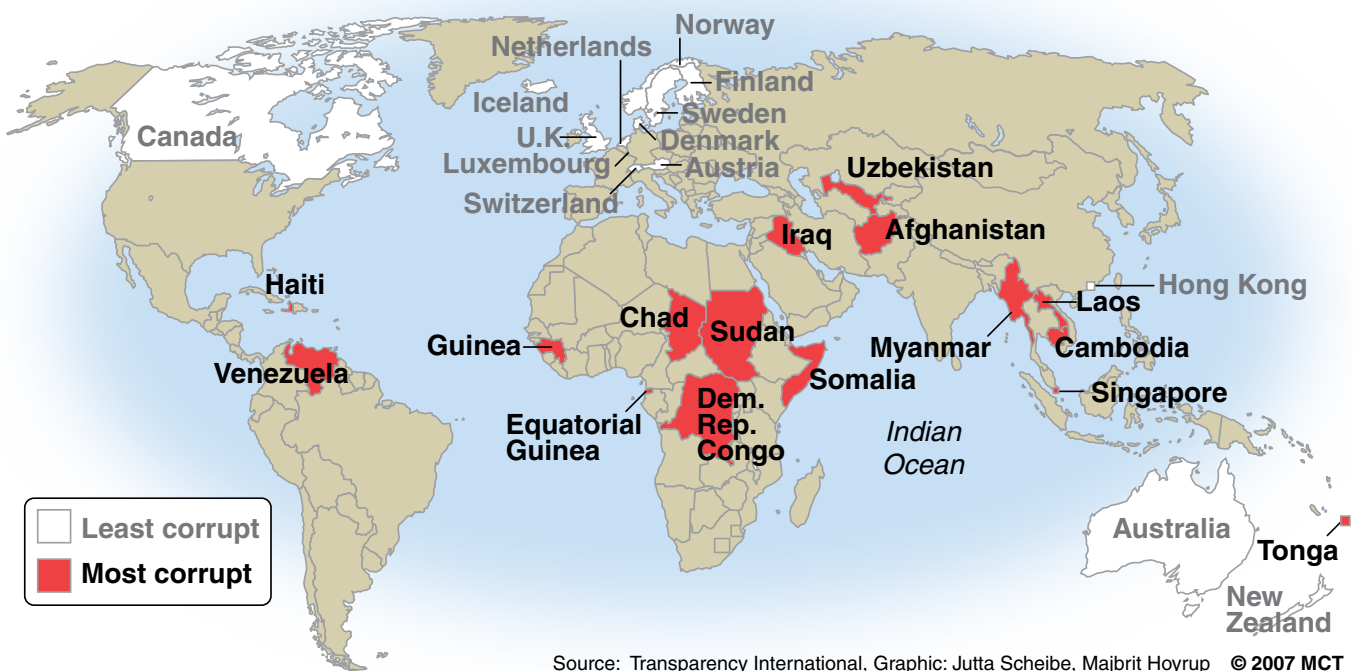 Norway
Netherlands
Finland
Iceland
Sweden
U.K.
Denmark
Canada
Luxembourg
Austria
Switzerland
Uzbekistan
Iraq
Afghanistan
Haiti
Hong Kong
Laos
Chad
Sudan
Guinea
Myanmar
Cambodia
Venezuela
Somalia
Singapore
Dem.
Rep.
Congo
Equatorial
Guinea
Indian
Ocean
Least corrupt
Most corrupt
Australia
Tonga
New
Zealand
Source: Transparency International, Graphic: Jutta Scheibe, Maibrit Hoyrup © 2007 MCT